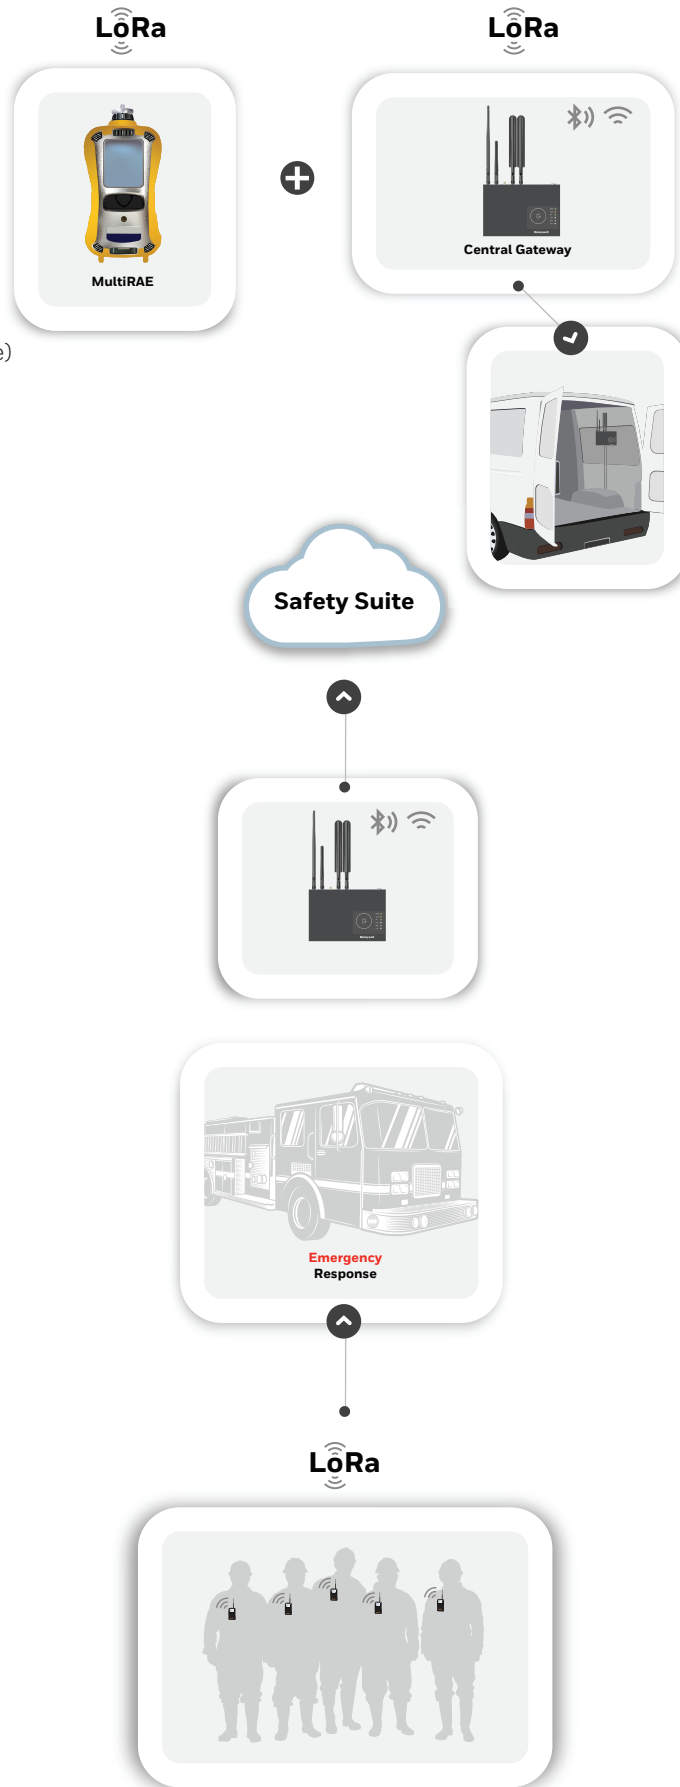 LoRa
LoRa
MultiRAE
Central Gateway
e)
Safety Suite
Emergency
Response
LoRa